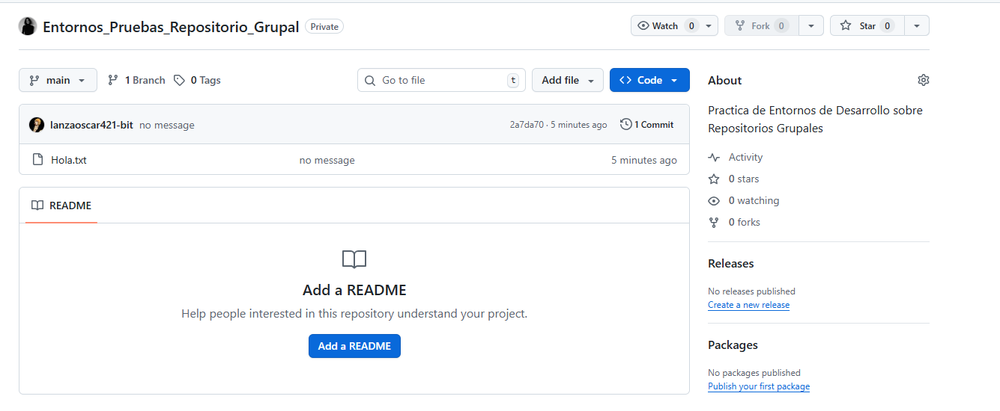 Entornos_Pruebas_Repositorio_Grupal Private Watch 0 Fork 0 Star 0
main 1 Branch 0 Tags Go to file t Add file Code
lanzaoscar421-bit no message 2a7da70 · 5 minutes ago 1 Commit
Hola.txt no message 5 minutes ago
README
Add a README
Help people interested in this repository understand your project.
Add a README
About
Practica de Entornos de Desarrollo sobre
Repositorios Grupales
Activity
0 stars
0 watching
0 forks
Releases
No releases published
Create a new release
Packages
No packages published
Publish your first package